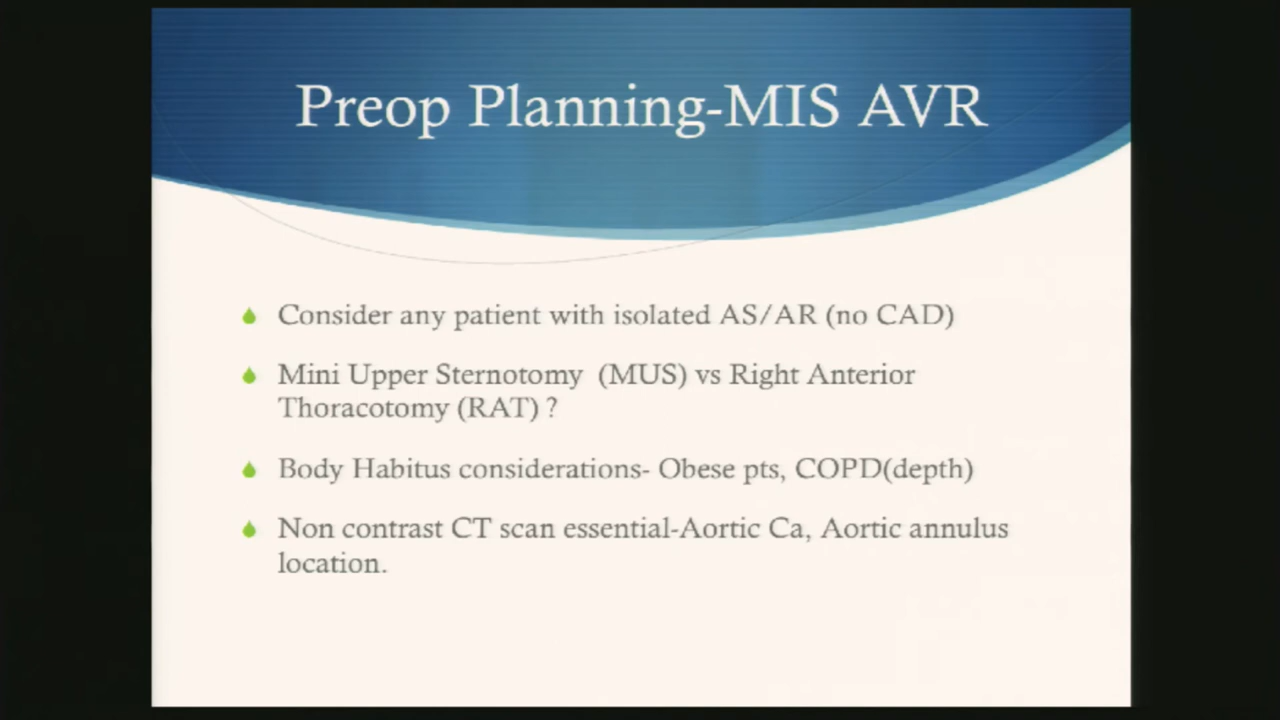 Preop Planning-MIS AVR
Consider any patient with isolated AS/AR (no CAD)
Mini Upper Sternotomy (MUS) vs Right Anterior
Thoracotomy (RAT) ?
Body Habitus considerations- Obese pts, COPD(depth)
Non contrast CT scan essential-Aortic Ca, Aortic annulus
location.